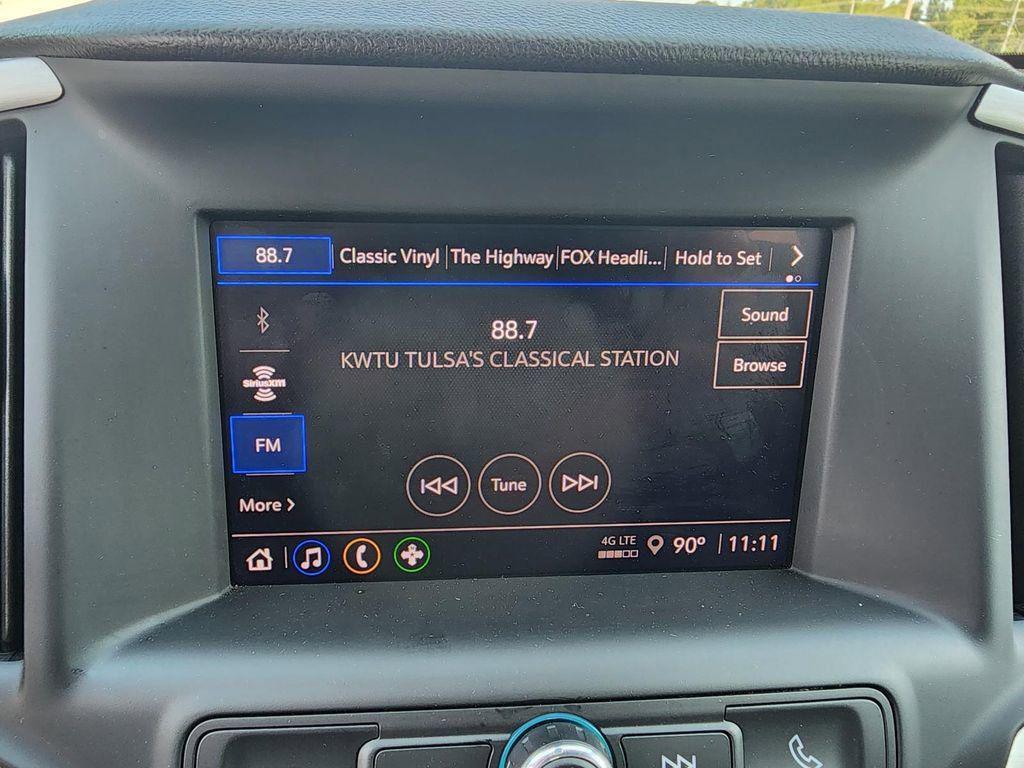 88.7 Classic Vinyl The Highway FOX Headli... Hold to Set >
88.7
KWTU TULSA'S CLASSICAL STATION
Sound
Browse
SiriusXM
FM
Tune
More >
4G LTE 90° 11:11